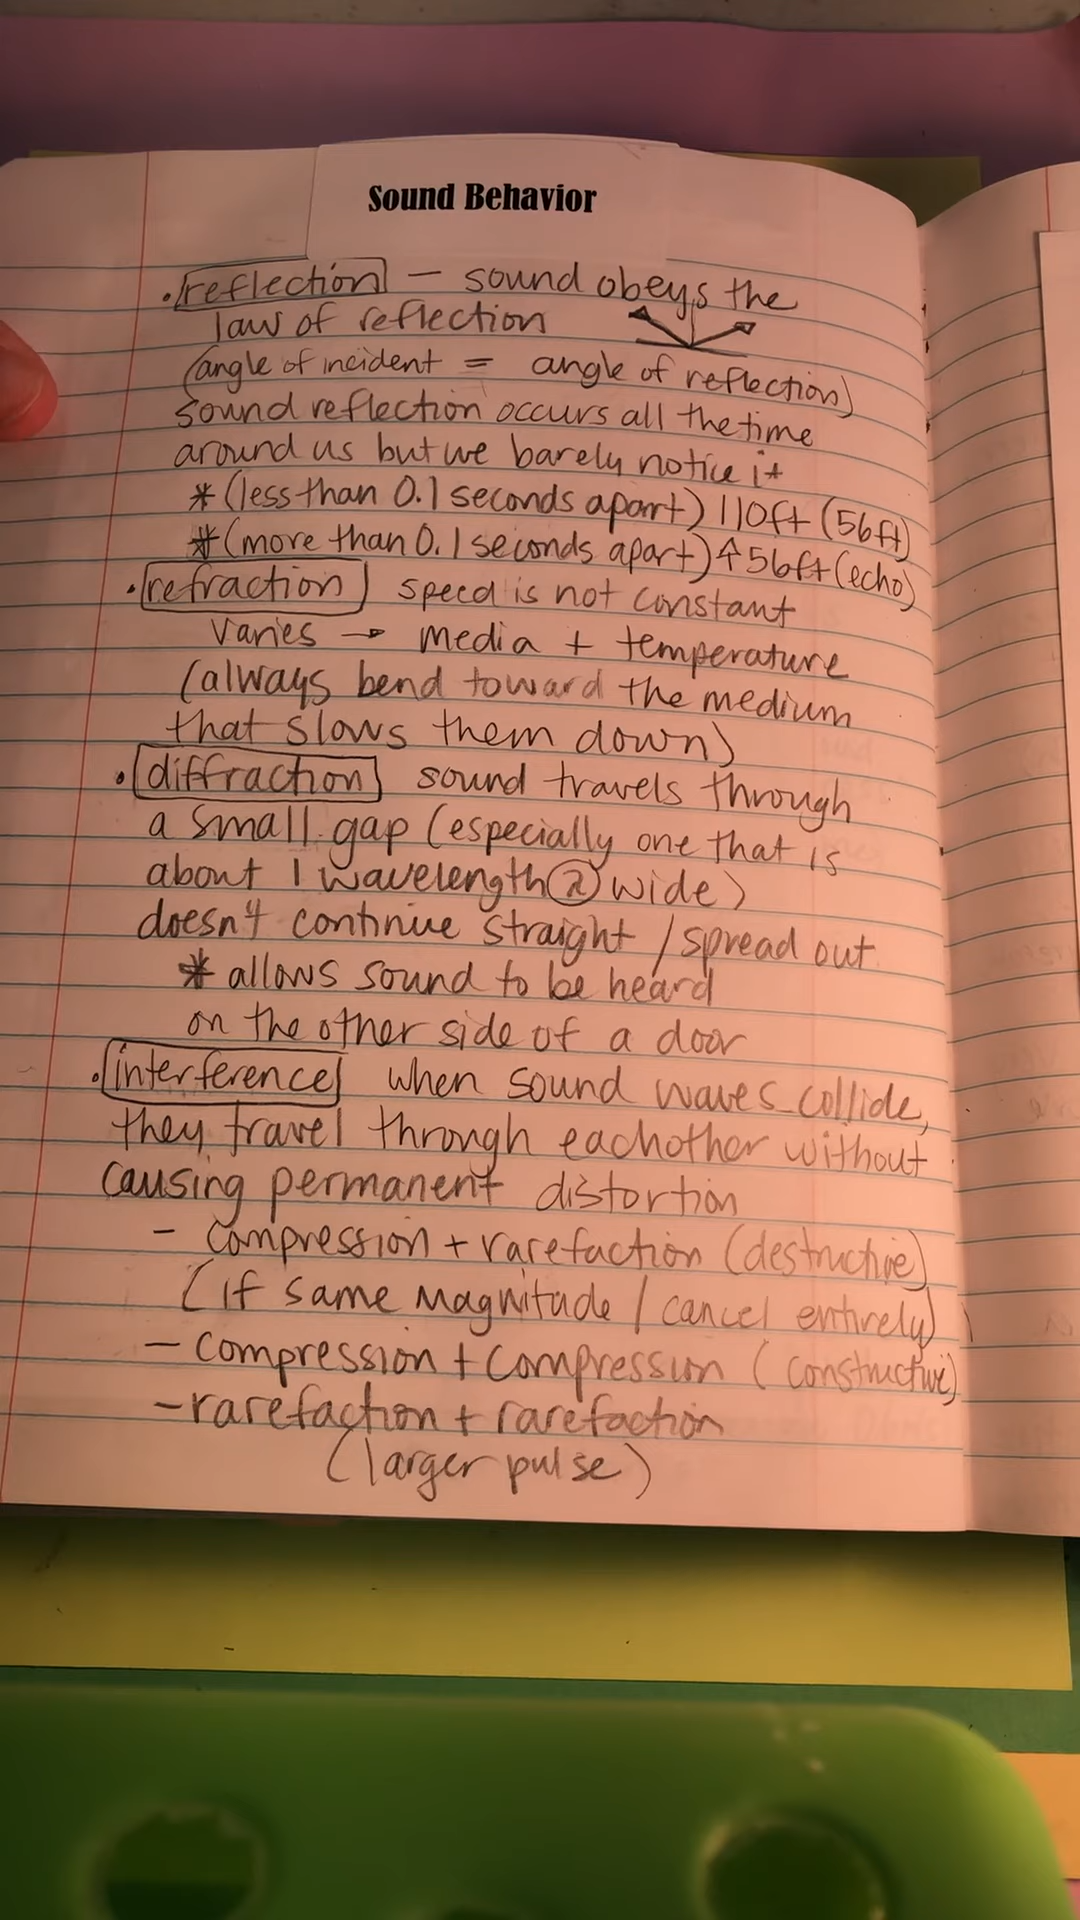 Sound Behavior
• reflection – sound obeys the
law of reflection
(angle of incident = angle of reflection)
sound reflection occurs all the time
around us but we barely notice it
* (less than 0.1 seconds apart) 110ft (56ft)
* (more than 0.1 seconds apart) ↑56ft (echo)
• refraction speed is not constant
varies → media + temperature
(always bend toward the medium
that slows them down)
• diffraction sound travels through
a small gap (especially one that is
about 1 wavelength λ wide)
doesn't continue straight / spread out
* allows sound to be heard
on the other side of a door
• interference when sound waves collide,
they travel through eachother without
causing permanent distortion
- compression + rarefaction (destructive)
(if same magnitude / cancel entirely)
- compression + compression (constructive)
- rarefaction + rarefaction
(larger pulse)